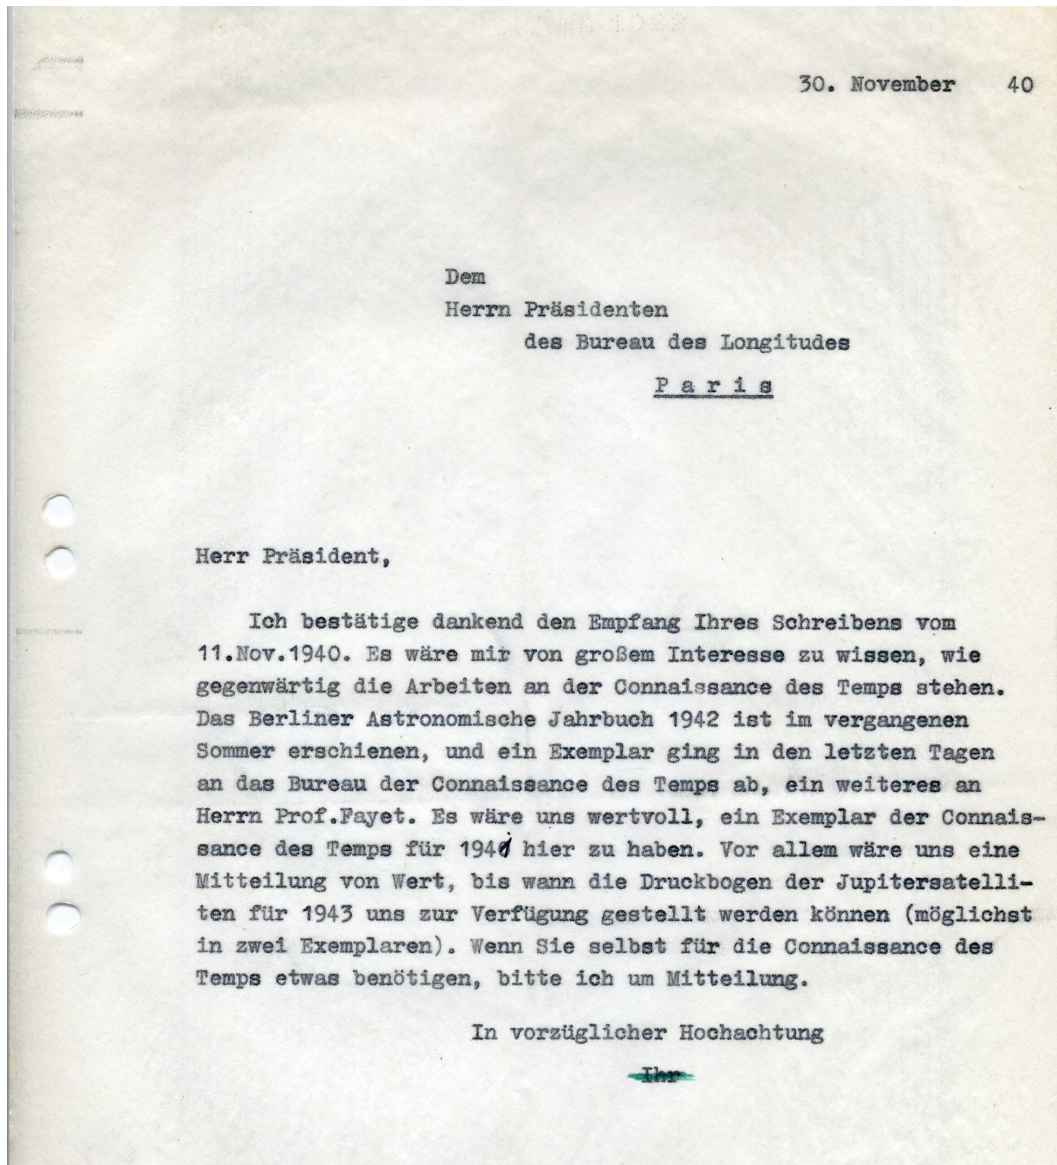 30. November 40
Dem
Herrn Präsidenten
des Bureau des Longitudes
P a r i s
Herr Präsident,
Ich bestätige dankend den Empfang Ihres Schreibens vom
11.Nov.1940. Es wäre mir von großem Interesse zu wissen, wie
gegenwärtig die Arbeiten an der Connaissance des Temps stehen.
Das Berliner Astronomische Jahrbuch 1942 ist im vergangenen
Sommer erschienen, und ein Exemplar ging in den letzten Tagen
an das Bureau der Connaissance des Temps ab, ein weiteres an
Herrn Prof.Fayet. Es wäre uns wertvoll, ein Exemplar der Connais-
sance des Temps für hier zu haben. Vor allem wäre uns eine
Mitteilung von Wert, bis wann die Druckbogen der Jupitersatelli-
ten für 1943 uns zur Verfügung gestellt werden können (möglichst
in zwei Exemplaren). Wenn Sie selbst für die Connaissance des
Temps etwas benötigen, bitte ich um Mitteilung.
In vorzüglicher Hochachtung
Ihr